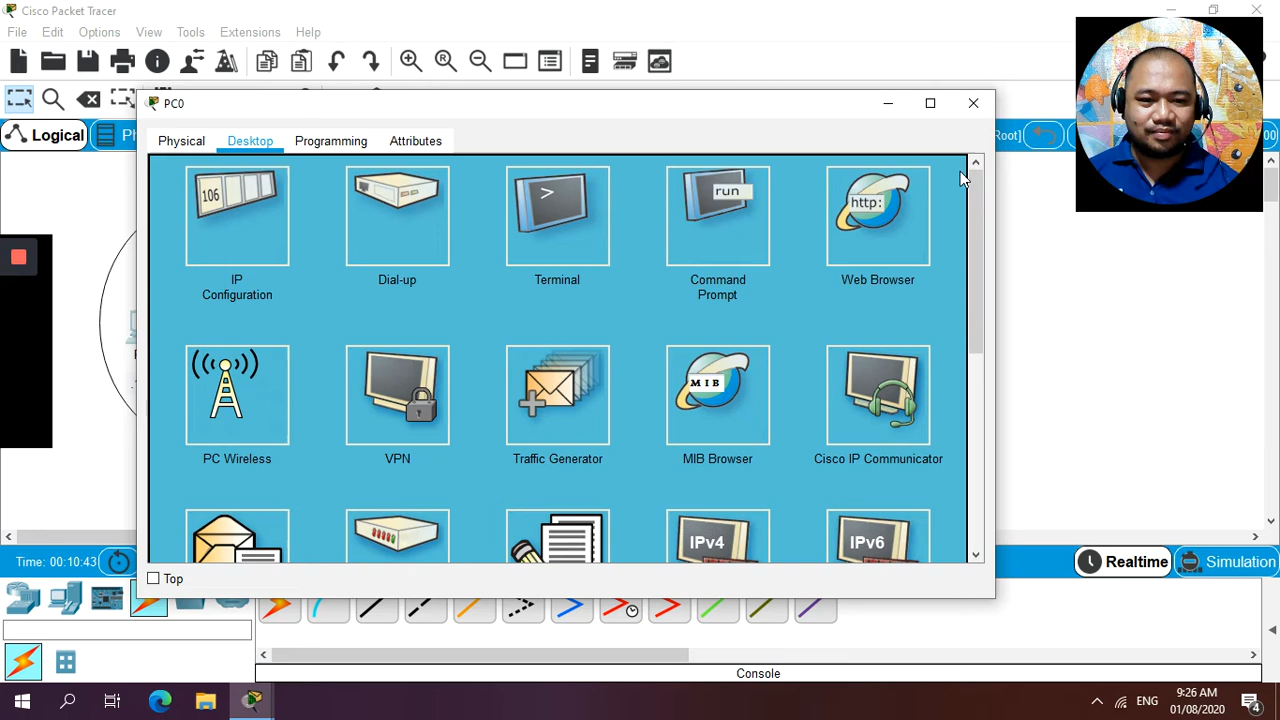 Cisco Packet Tracer
File Edit Options View Tools Extensions Help
PC0
Logical
Root]
Physical Desktop Programming Attributes
106
>
run
http:
IP
Configuration
Dial-up
Terminal
Command
Prompt
Web Browser
MIB
PC Wireless
VPN
Traffic Generator
MIB Browser
Cisco IP Communicator
IPv4
IPv6
Time: 00:10:43
Realtime
Simulation
Top
Console
ENG
9:26 AM
01/08/2020
4